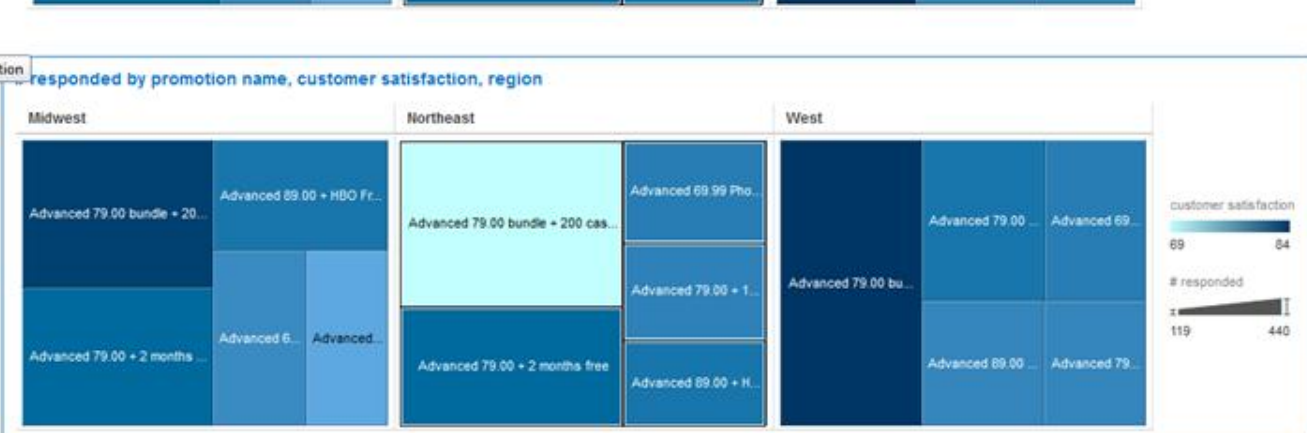 tion
# responded by promotion name, customer satisfaction, region
Midwest
Northeast
West
Advanced 79.00 bundle + 20...
Advanced 89.00 + HBO Fr...
Advanced 79.00 + 2 months ...
Advanced 6...
Advanced...
Advanced 79.00 bundle + 200 cas...
Advanced 69.99 Pho...
Advanced 79.00 + 1...
Advanced 79.00 + 2 months free
Advanced 89.00 + H...
Advanced 79.00 bu...
Advanced 79.00 ...
Advanced 69...
Advanced 89.00 ...
Advanced 79...
customer satisfaction
69 84
# responded
119 440